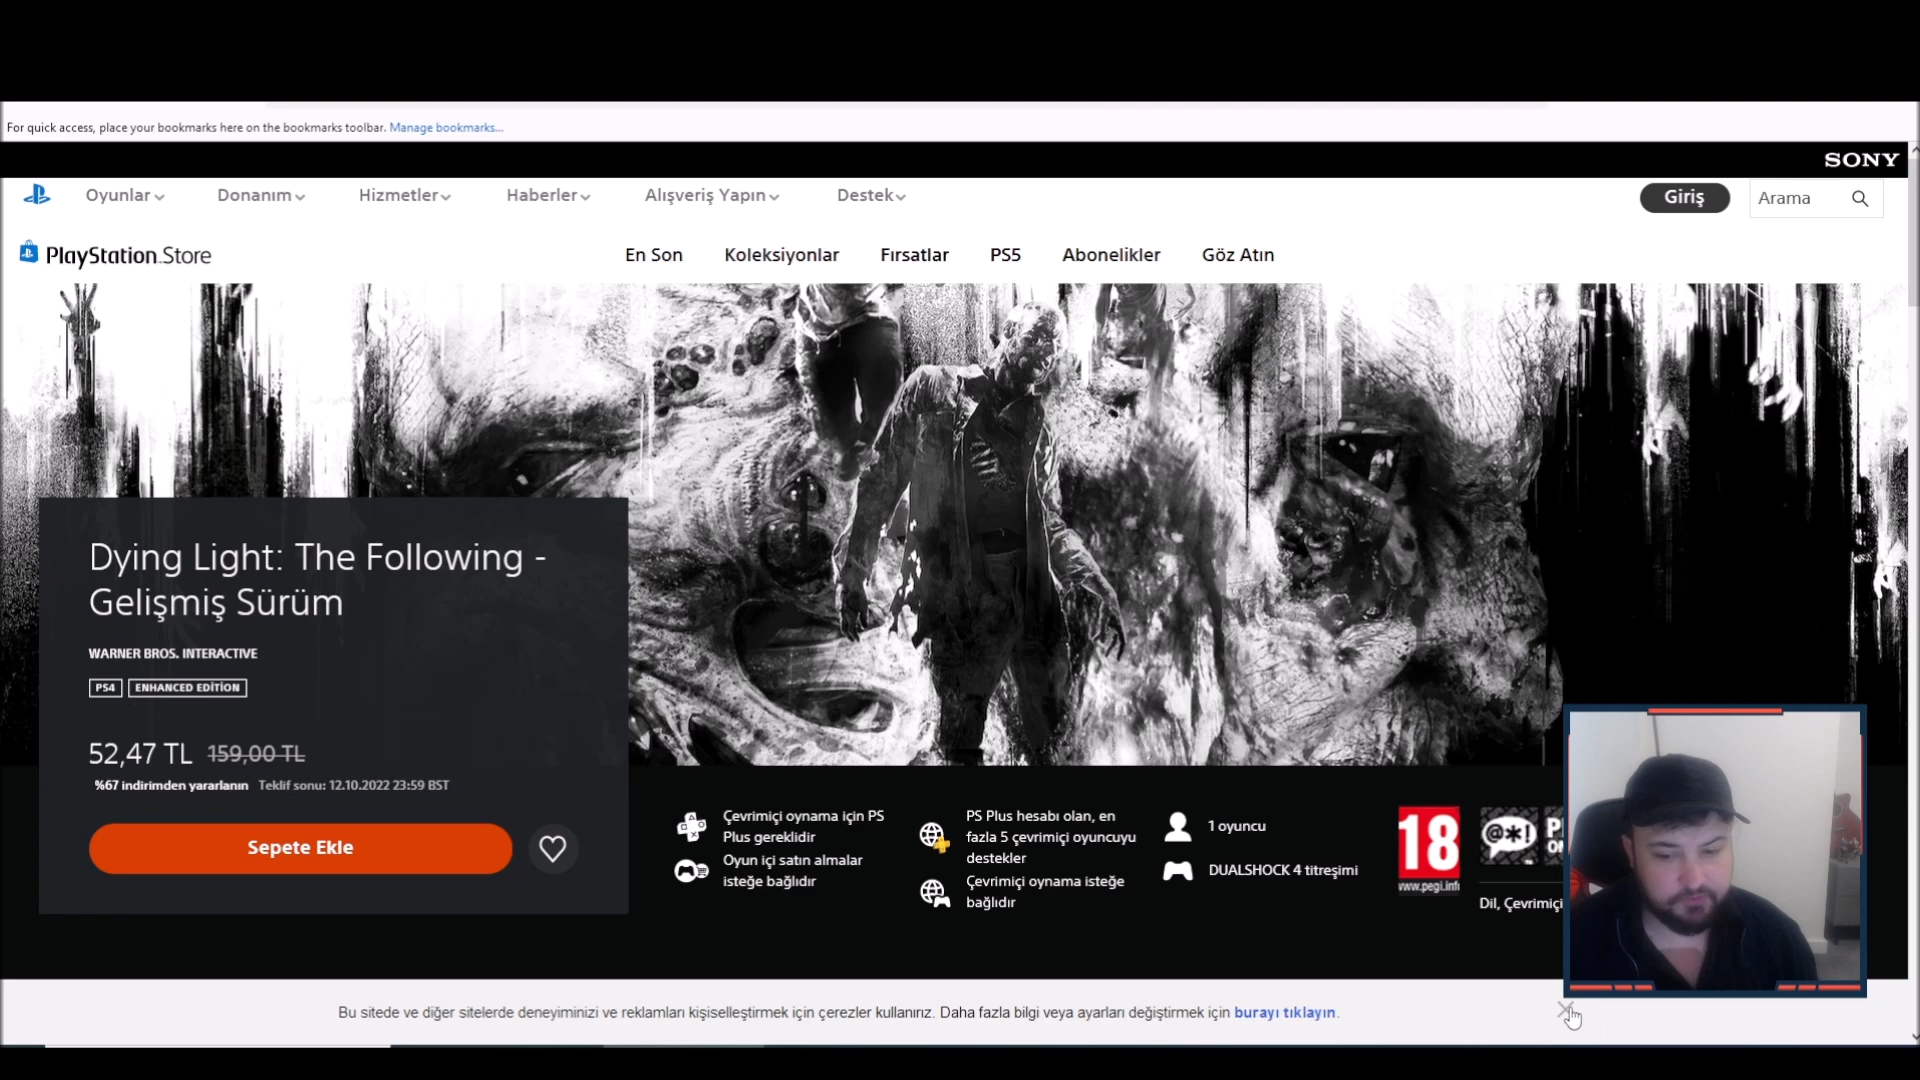 For quick access, place your bookmarks here on the bookmarks toolbar. Manage bookmarks...
SONY
Oyunlar Donanım Hizmetler Haberler Alışveriş Yapın Destek Giriş Arama
PlayStation Store
En Son Koleksiyonlar Fırsatlar PS5 Abonelikler Göz Atın
Dying Light: The Following -
Gelişmiş Sürüm
WARNER BROS. INTERACTIVE
PS4 ENHANCED EDİTİON
52,47 TL 159,00 TL
%67 indirimden yararlanın Teklif sonu: 12.10.2022 23:59 BST
Sepete Ekle
Çevrimiçi oynama için PS
Plus gereklidir
Oyun içi satın almalar
isteğe bağlıdır
PS Plus hesabı olan, en
fazla 5 çevrimiçi oyuncuyu
destekler
Çevrimiçi oynama isteğe
bağlıdır
1 oyuncu
DUALSHOCK 4 titreşimi
18
www.pegi.info
@*!
Dil, Çevrimiçi
Bu sitede ve diğer sitelerde deneyiminizi ve reklamları kişiselleştirmek için çerezler kullanırız. Daha fazla bilgi veya ayarları değiştirmek için burayı tıklayın.